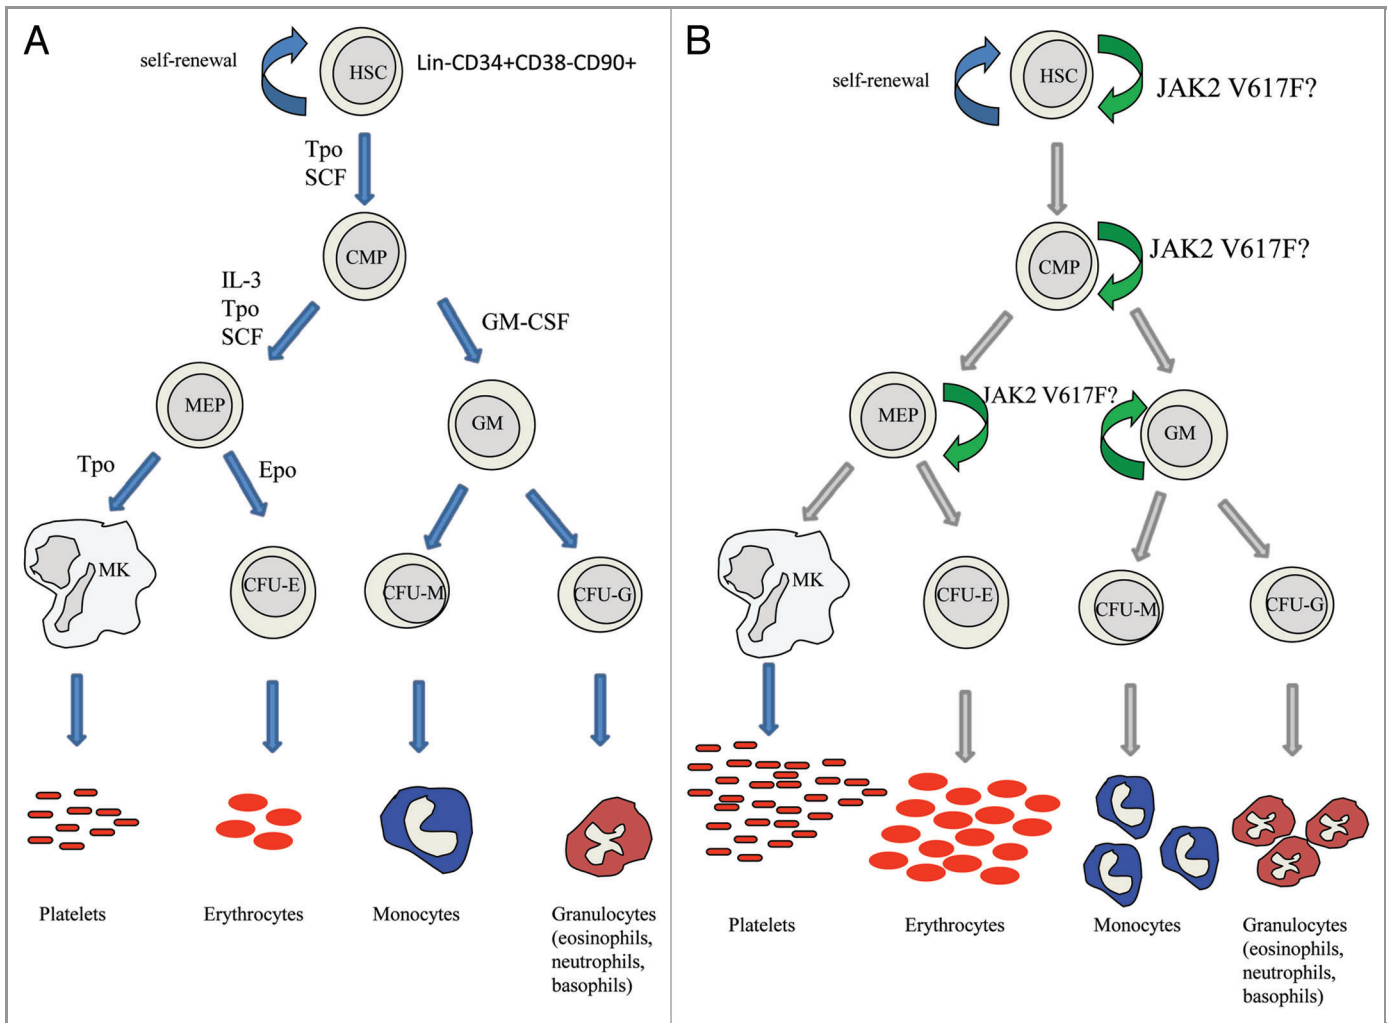 A
self-renewal
HSC
Lin-CD34+CD38-CD90+
Tpo
SCF
CMP
IL-3
Tpo
SCF
GM-CSF
MEP
GM
Tpo
Epo
MK
CFU-E
CFU-M
CFU-G
Platelets
Erythrocytes
Monocytes
Granulocytes
(eosinophils,
neutrophils,
basophils)
B
self-renewal
HSC
JAK2 V617F?
CMP
JAK2 V617F?
MEP
JAK2 V617F?
GM
MK
CFU-E
CFU-M
CFU-G
Platelets
Erythrocytes
Monocytes
Granulocytes
(eosinophils,
neutrophils,
basophils)